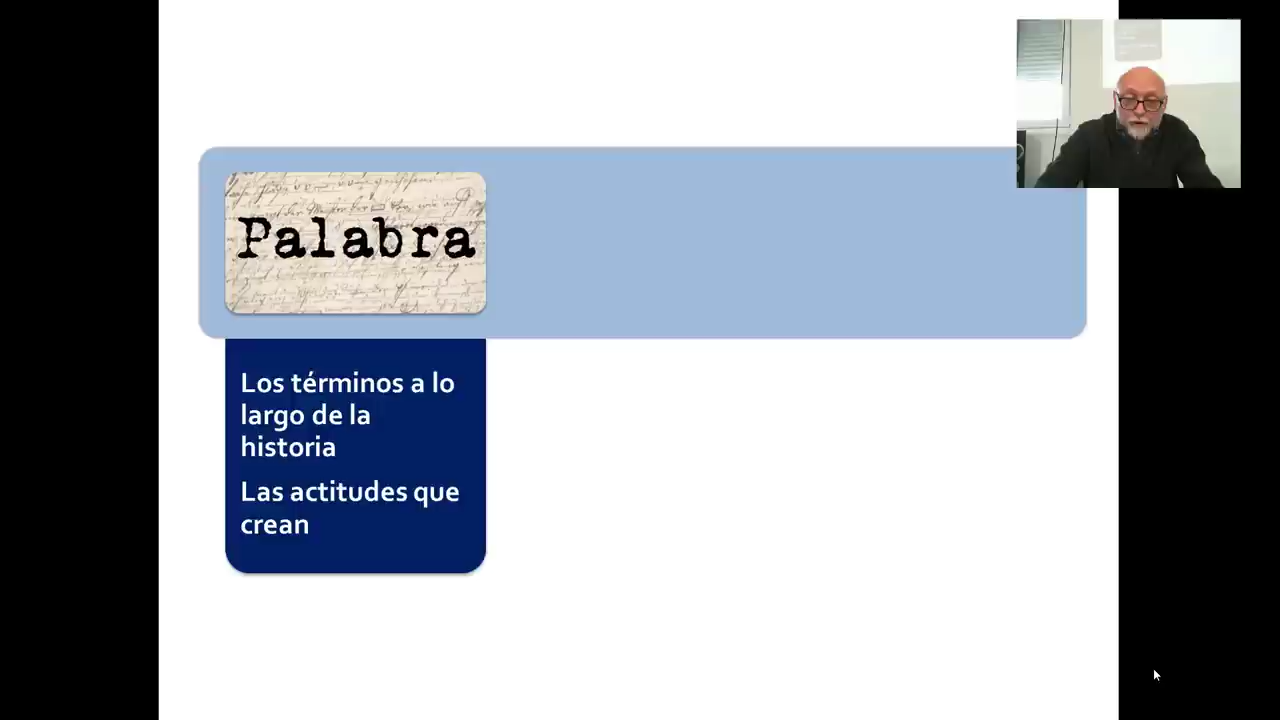 Palabra
Los términos a lo
largo de la
historia
Las actitudes que
crean